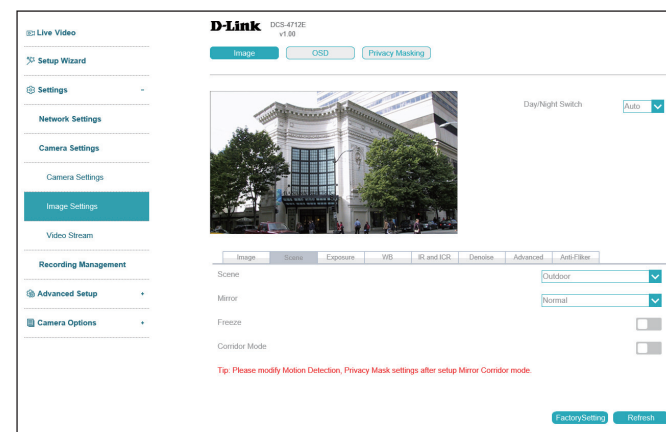 Live Video
Setup Wizard
Settings -
Network Settings
Camera Settings
Camera Settings
Image Settings
Video Stream
Recording Management
Advanced Setup +
Camera Options +
D-Link DCS-4712E
v1.00
Image OSD Privacy Masking
Day/Night Switch Auto
Image Scene Exposure WB IR and ICR Denoise Advanced Anti-Fliker
Scene Outdoor
Mirror Normal
Freeze
Corridor Mode
Tip: Please modify Motion Detection, Privacy Mask settings after setup Mirror Corridor mode.
FactorySetting Refresh